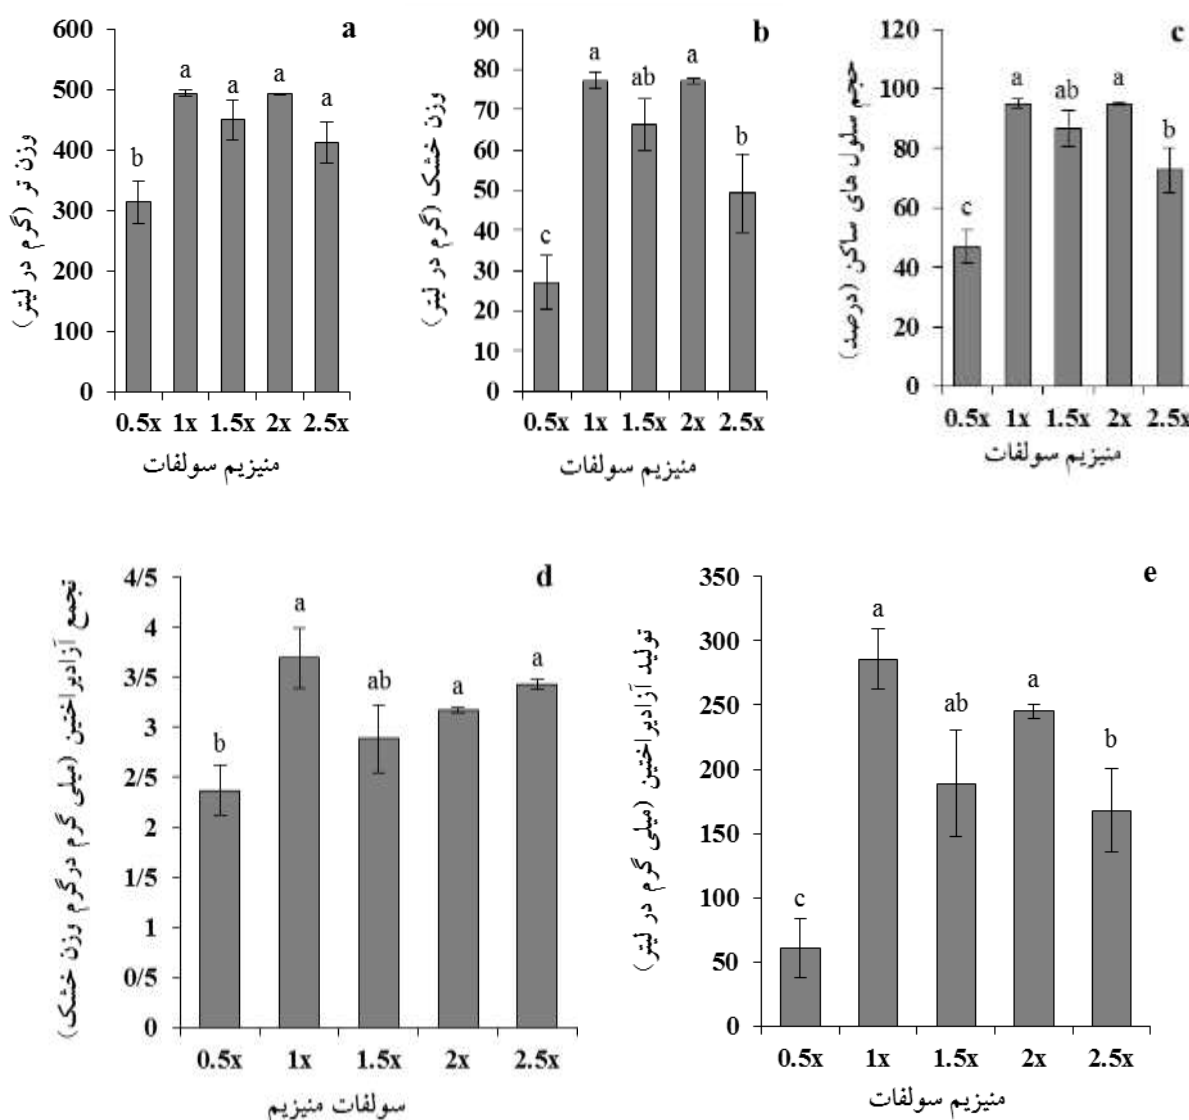 a
وزن تر (گرم در لیتر)
600
500
400
300
200
100
0
b
a
a
a
a
0.5x 1x 1.5x 2x 2.5x
منیزیم سولفات
b
وزن خشک (گرم در لیتر)
90
80
70
60
50
40
30
20
10
0
c
a
ab
a
b
0.5x 1x 1.5x 2x 2.5x
منیزیم سولفات
c
حجم سلول های ساکن (درصد)
120
100
80
60
40
20
0
c
a
ab
a
b
0.5x 1x 1.5x 2x 2.5x
منیزیم سولفات
d
تجمع آزادیراختین (میلی گرم درگرم وزن خشک)
4/5
4
3/5
3
2/5
2
1/5
1
0/5
0
b
a
ab
a
a
0.5x 1x 1.5x 2x 2.5x
سولفات منیزیم
e
تولید آزادیراختین (میلی گرم در لیتر)
350
300
250
200
150
100
50
0
c
a
ab
a
b
0.5x 1x 1.5x 2x 2.5x
منیزیم سولفات